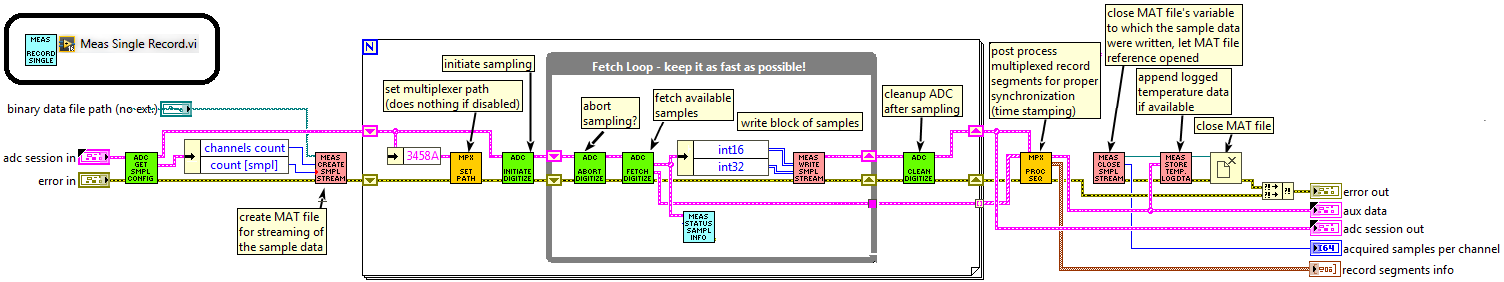 MEAS
RECORD
SINGLE
Meas Single Record.vi
binary data file path (no ext.)
adc session in
error in
ADC
GET
SMPL
CONFIG
channels count
count [smpl]
MEAS
CREATE
SMPL
STREAM
create MAT file
for streaming of
the sample data
N
set multiplexer path
(does nothing if disabled)
3458A
MPX
SET
PATH
initiate sampling
ADC
INITIATE
DIGITIZE
Fetch Loop - keep it as fast as possible!
abort
sampling?
ADC
ABORT
DIGITIZE
fetch available
samples
ADC
FETCH
DIGITIZE
MEAS
STATUS
SAMPL
INFO
write block of samples
int16
int32
MEAS
WRITE
SMPL
STREAM
cleanup ADC
after sampling
ADC
CLEAN
DIGITIZE
post process
multiplexed record
segments for proper
synchronization
(time stamping)
MPX
PROC
SEQ
close MAT file's variable
to which the sample data
were written, let MAT file
reference opened
MEAS
CLOSE
SMPL
STREAM
append logged
temperature data
if available
MEAS
STORE
TEMP.
LOGDATA
close MAT file
error out
aux data
adc session out
I64
acquired samples per channel
record segments info